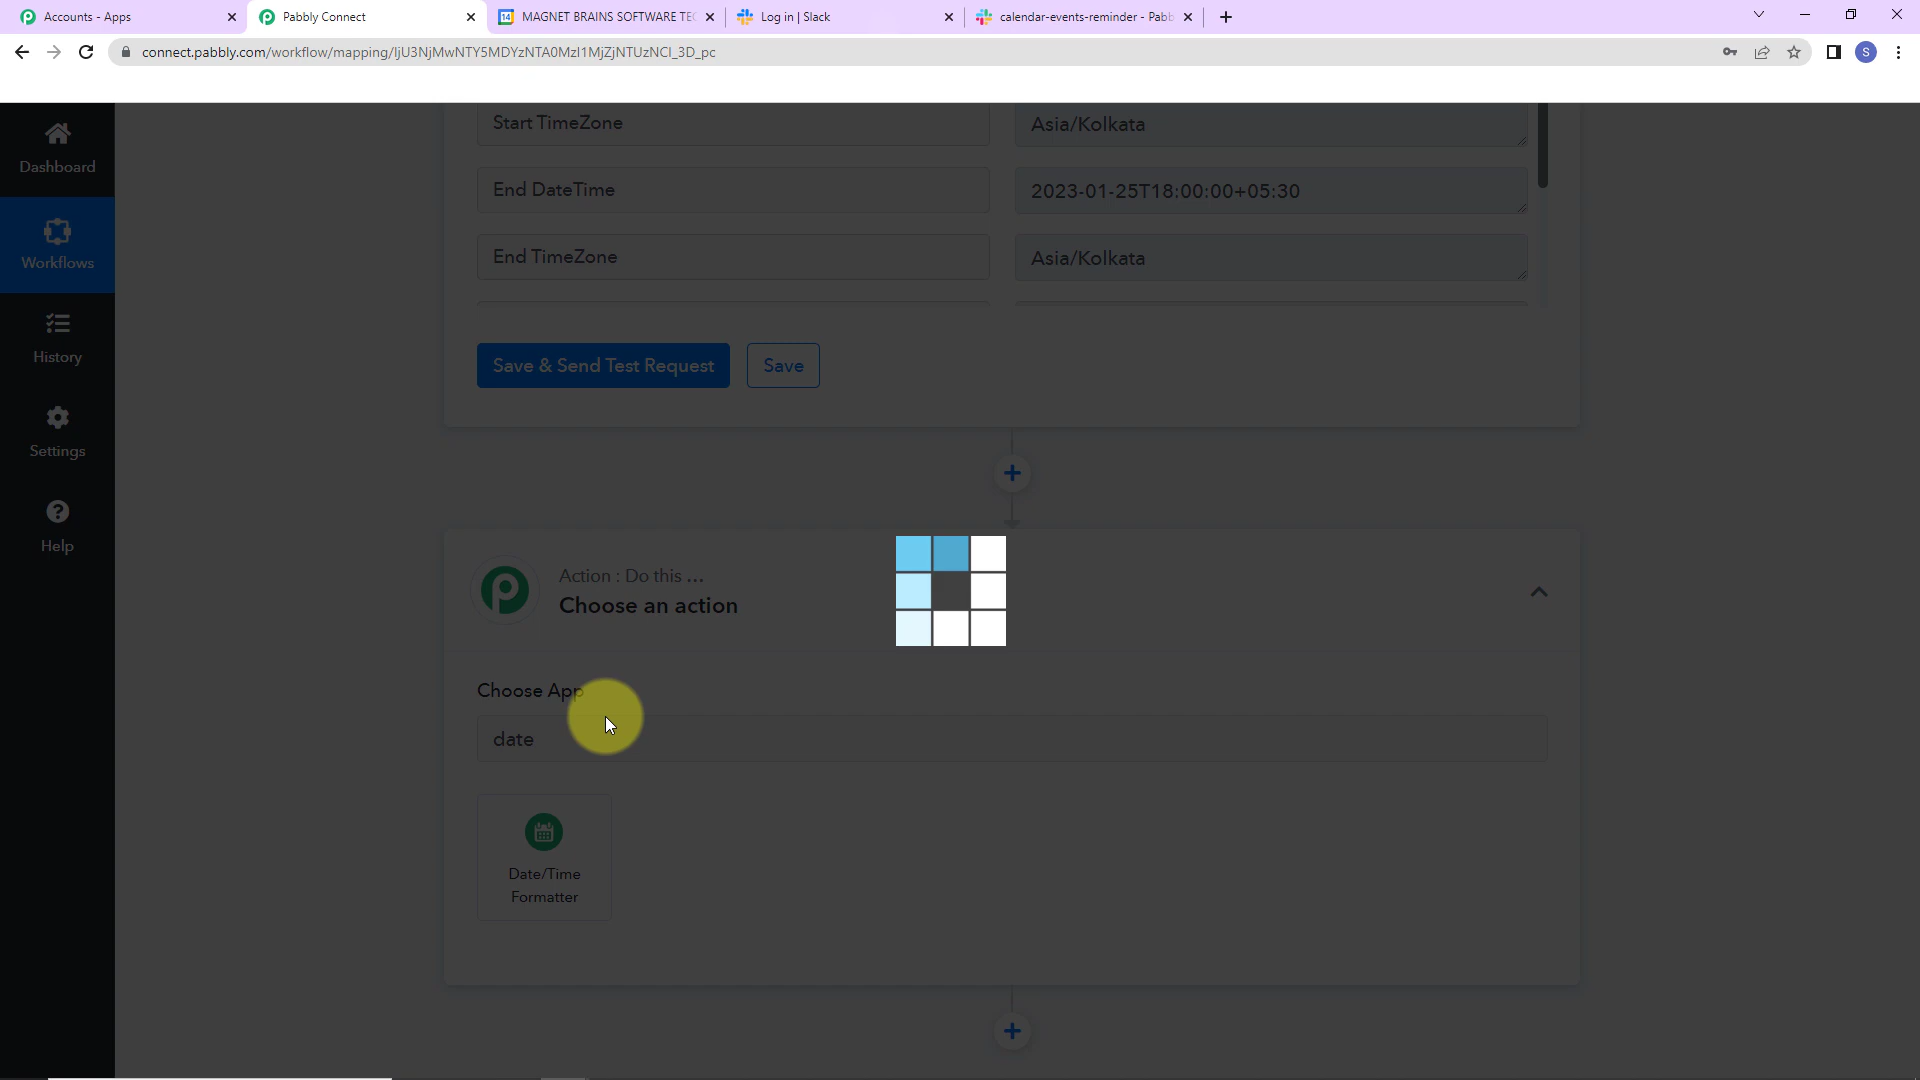 Accounts - Apps
Pabbly Connect
14
MAGNET BRAINS SOFTWARE TEC
Log in | Slack
calendar-events-reminder - Pabb
connect.pabbly.com/workflow/mapping/
S
Start TimeZone
Asia/Kolkata
Dashboard
End DateTime
2023-01-25T18:00:00+05:30
Workflows
End TimeZone
Asia/Kolkata
History
Save & Send Test Request
Save
Settings
Help
Action : Do this ...
Choose an action
Choose App
date
Date/Time
Formatter